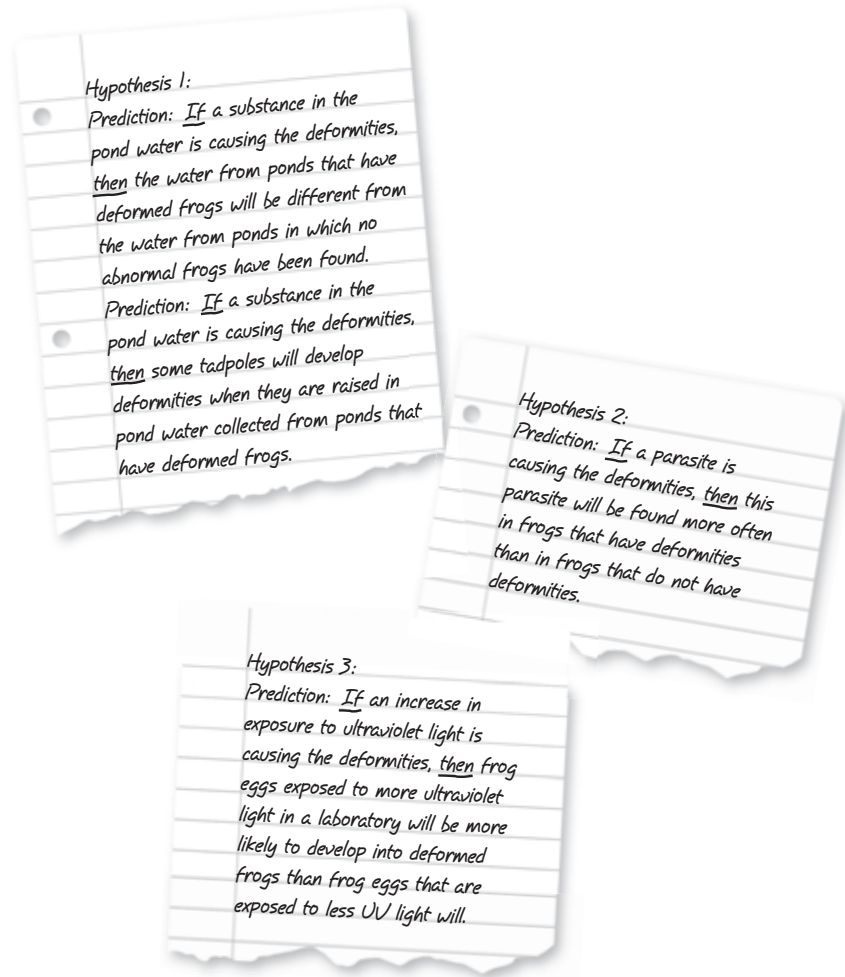 Hypothesis 1:
Prediction: If a substance in the
pond water is causing the deformities,
then the water from ponds that have
deformed frogs will be different from
the water from ponds in which no
abnormal frogs have been found.
Prediction: If a substance in the
pond water is causing the deformities,
then some tadpoles will develop
deformities when they are raised in
pond water collected from ponds that
have deformed frogs.
Hypothesis 2:
Prediction: If a parasite is
causing the deformities, then this
parasite will be found more often
in frogs that have deformities
than in frogs that do not have
deformities.
Hypothesis 3:
Prediction: If an increase in
exposure to ultraviolet light is
causing the deformities, then frog
eggs exposed to more ultraviolet
light in a laboratory will be more
likely to develop into deformed
frogs than frog eggs that are
exposed to less UV light will.